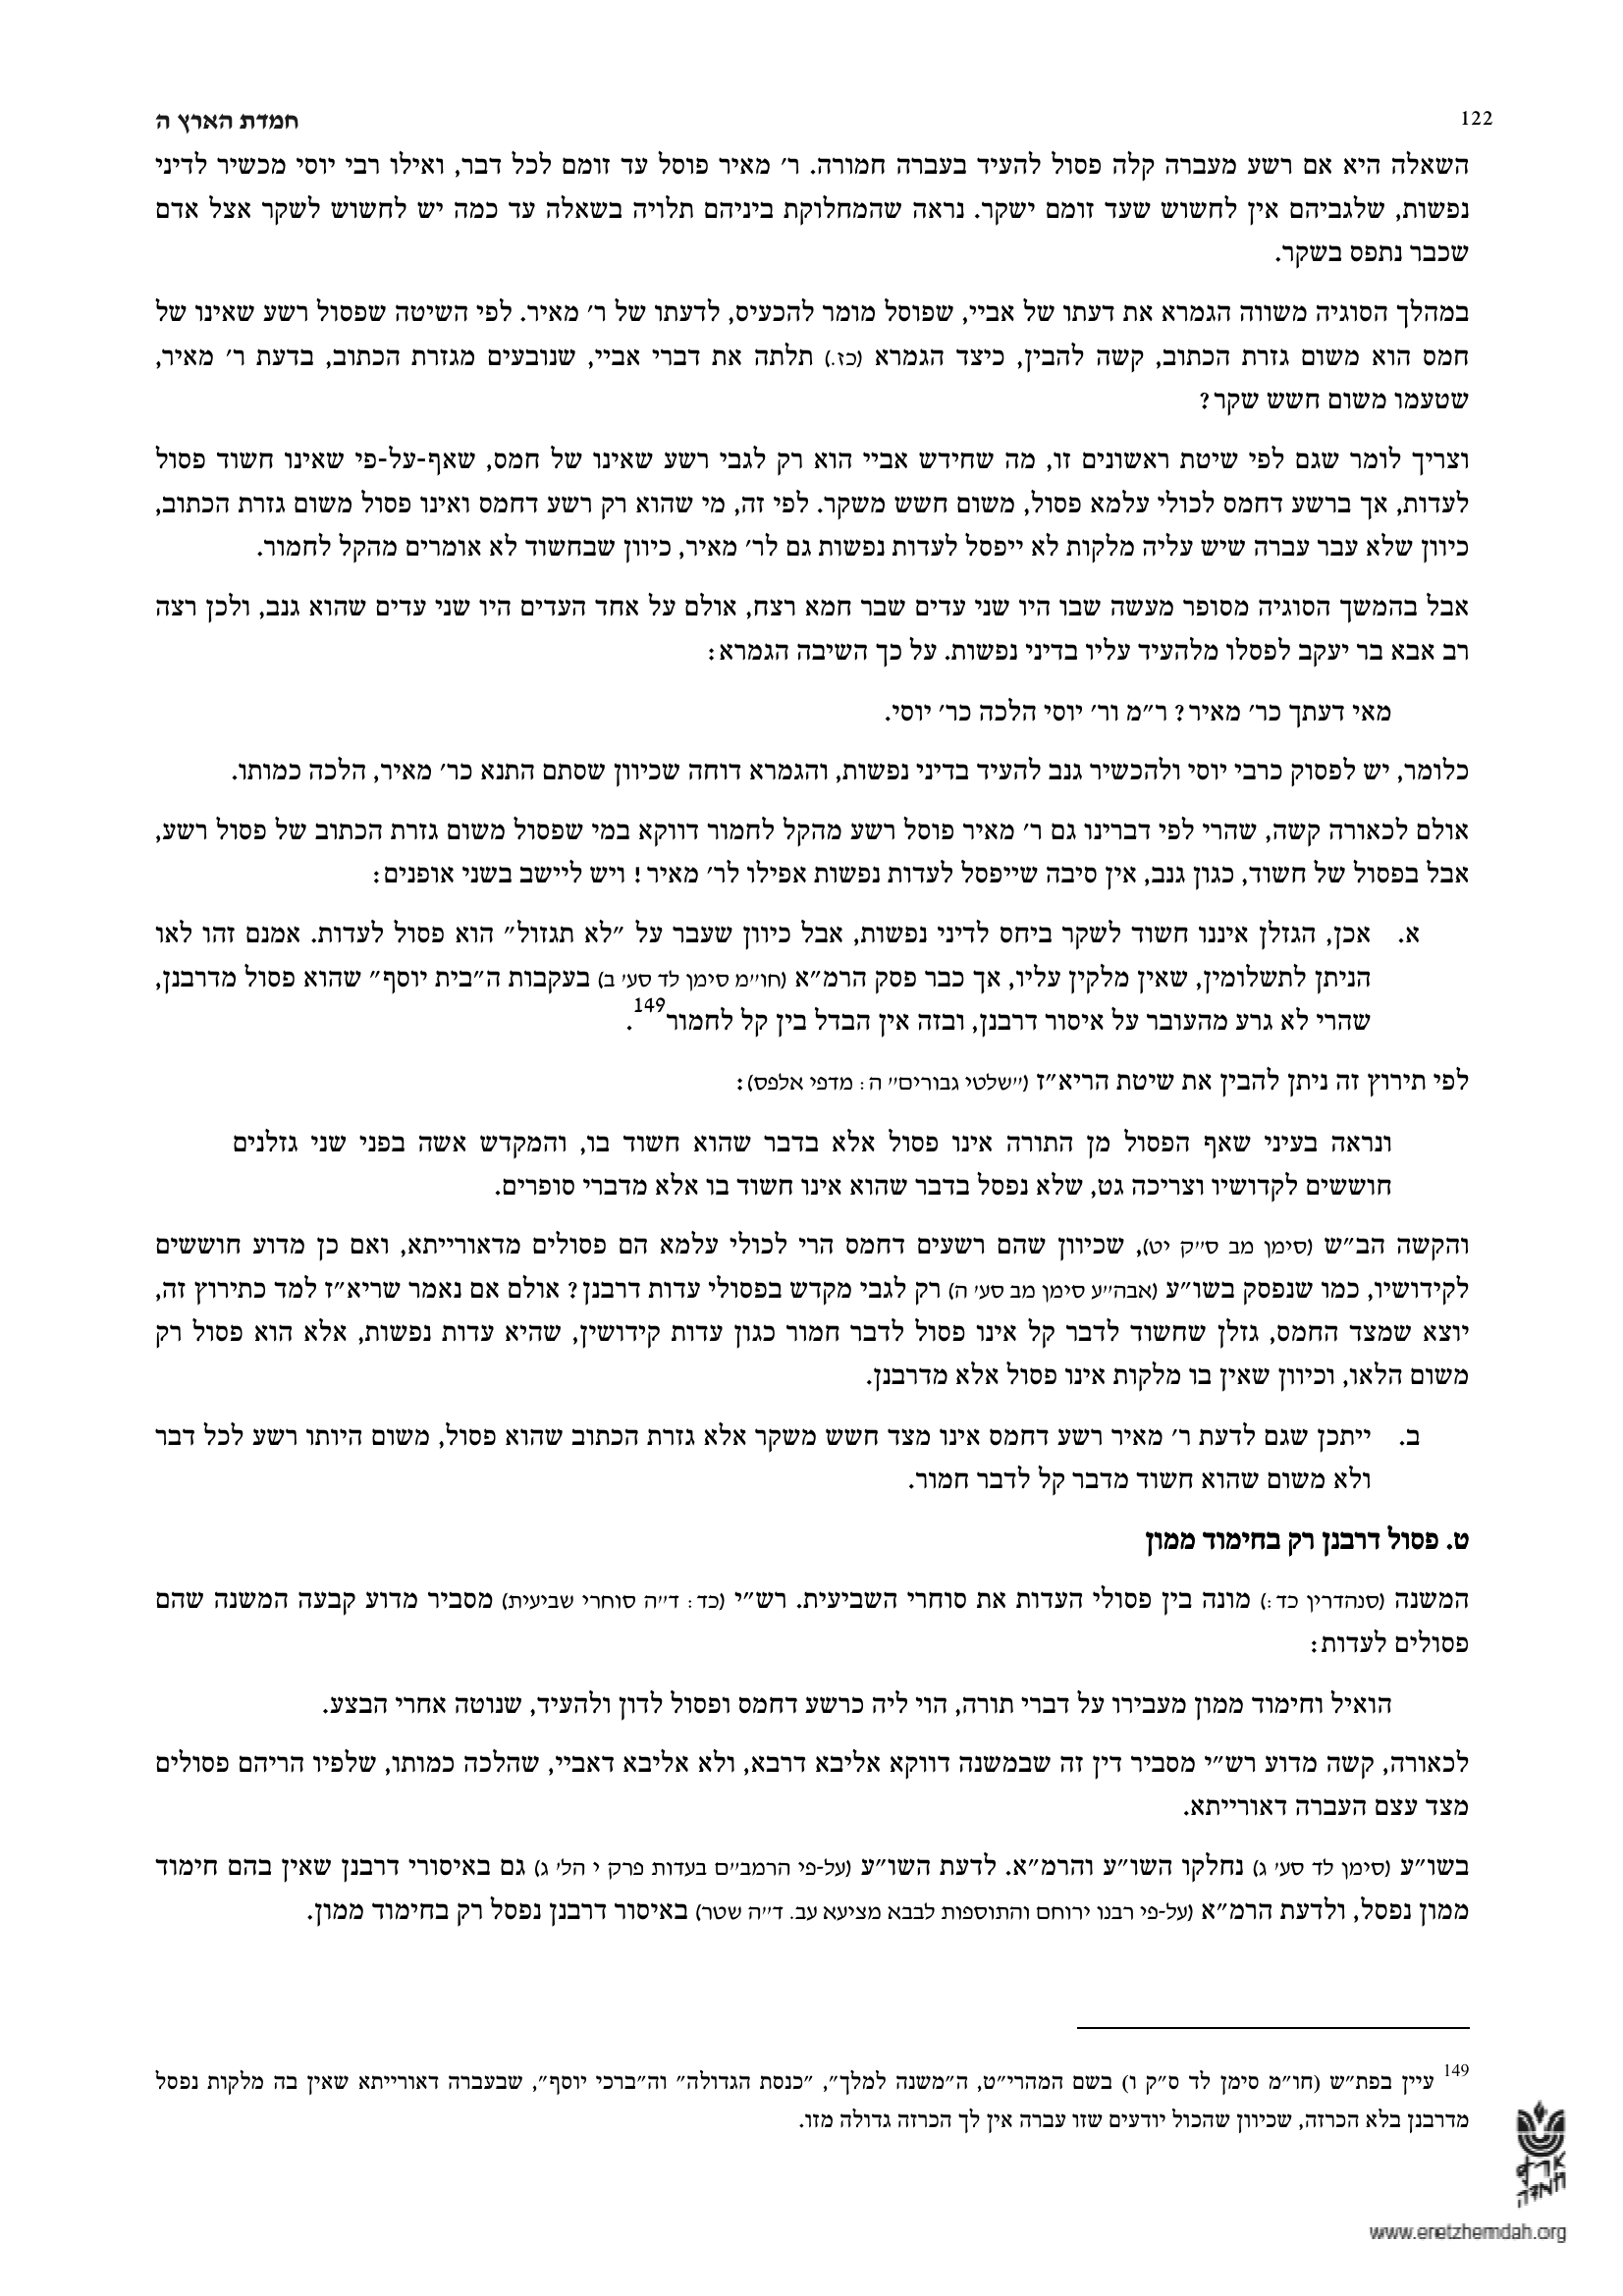 122
חמדת הארץ ה
השאלה היא אם רשע מעברה קלה פסול להעיד בעברה חמורה. ר׳ מאיר פוסל עד זומם לכל דבר, ואילו רבי יוסי מכשיר לדיני
נפשות, שלגביהם אין לחשוש שעד זומם ישקר. נראה שהמחלוקת ביניהם תלויה בשאלה עד כמה יש לחשוש לשקר אצל אדם
שכבר נתפס בשקר.
במהלך הסוגיה משווה הגמרא את דעתו של אביי, שפוסל מומר להכעיס, לדעתו של ר׳ מאיר. לפי השיטה שפסול רשע שאינו של
חמס הוא משום גזרת הכתוב, קשה להבין, כיצד הגמרא (כז.) תלתה את דברי אביי, שנובעים מגזרת הכתוב, בדעת ר׳ מאיר,
שטעמו משום חשש שקר?
וצריך לומר שגם לפי שיטת ראשונים זו, מה שחידש אביי הוא רק לגבי רשע שאינו של חמס, שאף-על-פי שאינו חשוד פסול
לעדות, אך ברשע דחמס לכולי עלמא פסול, משום חשש משקר. לפי זה, מי שהוא רק רשע דחמס ואינו פסול משום גזרת הכתוב,
כיוון שלא עבר עברה שיש עליה מלקות לא ייפסל לעדות נפשות גם לר׳ מאיר, כיוון שבחשוד לא אומרים מהקל לחמור.
אבל בהמשך הסוגיה מסופר מעשה שבו היו שני עדים שבר חמא רצח, אולם על אחד העדים היו שני עדים שהוא גנב, ולכן רצה
רב אבא בר יעקב לפסלו מלהעיד עליו בדיני נפשות. על כך השיבה הגמרא:
מאי דעתך כר׳ מאיר? ר״מ ור׳ יוסי הלכה כר׳ יוסי.
כלומר, יש לפסוק כרבי יוסי ולהכשיר גנב להעיד בדיני נפשות, והגמרא דוחה שכיוון שסתם התנא כר׳ מאיר, הלכה כמותו.
אולם לכאורה קשה, שהרי לפי דברינו גם ר׳ מאיר פוסל רשע מהקל לחמור דווקא במי שפסול משום גזרת הכתוב של פסול רשע,
אבל בפסול של חשוד, כגון גנב, אין סיבה שייפסל לעדות נפשות אפילו לר׳ מאיר! ויש ליישב בשני אופנים:
א. אכן, הגזלן איננו חשוד לשקר ביחס לדיני נפשות, אבל כיוון שעבר על ״לא תגזול״ הוא פסול לעדות. אמנם זהו לאו
הניתן לתשלומין, שאין מלקין עליו, אך כבר פסק הרמ״א (חו״מ סימן לד סע׳ ב) בעקבות ה״בית יוסף״ שהוא פסול מדרבנן,
שהרי לא גרע מהעובר על איסור דרבנן, ובזה אין הבדל בין קל לחמור149.
לפי תירוץ זה ניתן להבין את שיטת הריא״ז (״שלטי גבורים״ ה: מדפי אלפס):
ונראה בעיני שאף הפסול מן התורה אינו פסול אלא בדבר שהוא חשוד בו, והמקדש אשה בפני שני גזלנים
חוששים לקדושיו וצריכה גט, שלא נפסל בדבר שהוא אינו חשוד בו אלא מדברי סופרים.
והקשה הב״ש (סימן מב ס״ק יט), שכיוון שהם רשעים דחמס הרי לכולי עלמא הם פסולים מדאורייתא, ואם כן מדוע חוששים
לקידושיו, כמו שנפסק בשו״ע (אבה״ע סימן מב סע׳ ה) רק לגבי מקדש בפסולי עדות דרבנן? אולם אם נאמר שריא״ז למד כתירוץ זה,
יוצא שמצד החמס, גזלן שחשוד לדבר קל אינו פסול לדבר חמור כגון עדות קידושין, שהיא עדות נפשות, אלא הוא פסול רק
משום הלאו, וכיוון שאין בו מלקות אינו פסול אלא מדרבנן.
ב. ייתכן שגם לדעת ר׳ מאיר רשע דחמס אינו מצד חשש משקר אלא גזרת הכתוב שהוא פסול, משום היותו רשע לכל דבר
ולא משום שהוא חשוד מדבר קל לדבר חמור.
ט. פסול דרבנן רק בחימוד ממון
המשנה (סנהדרין כד:) מונה בין פסולי העדות את סוחרי השביעית. רש״י (כד: ד״ה סוחרי שביעית) מסביר מדוע קבעה המשנה שהם
פסולים לעדות:
הואיל וחימוד ממון מעבירו על דברי תורה, הוי ליה כרשע דחמס ופסול לדון ולהעיד, שנוטה אחרי הבצע.
לכאורה, קשה מדוע רש״י מסביר דין זה שבמשנה דווקא אליבא דרבא, ולא אליבא דאביי, שהלכה כמותו, שלפיו הריהם פסולים
מצד עצם העברה דאורייתא.
בשו״ע (סימן לד סע׳ ג) נחלקו השו״ע והרמ״א. לדעת השו״ע (על-פי הרמב״ם בעדות פרק י הל׳ ג) גם באיסורי דרבנן שאין בהם חימוד
ממון נפסל, ולדעת הרמ״א (על-פי רבנו ירוחם והתוספות לבבא מציעא עב. ד״ה שטר) באיסור דרבנן נפסל רק בחימוד ממון.
149 עיין בפת״ש (חו״מ סימן לד ס״ק ו) בשם המהרי״ט, ה״משנה למלך״, ״כנסת הגדולה״ וה״ברכי יוסף״, שבעברה דאורייתא שאין בה מלקות נפסל
מדרבנן בלא הכרזה, שכיוון שהכול יודעים שזו עברה אין לך הכרזה גדולה מזו.
ארץ
חמדה
www.eretzhemdah.org